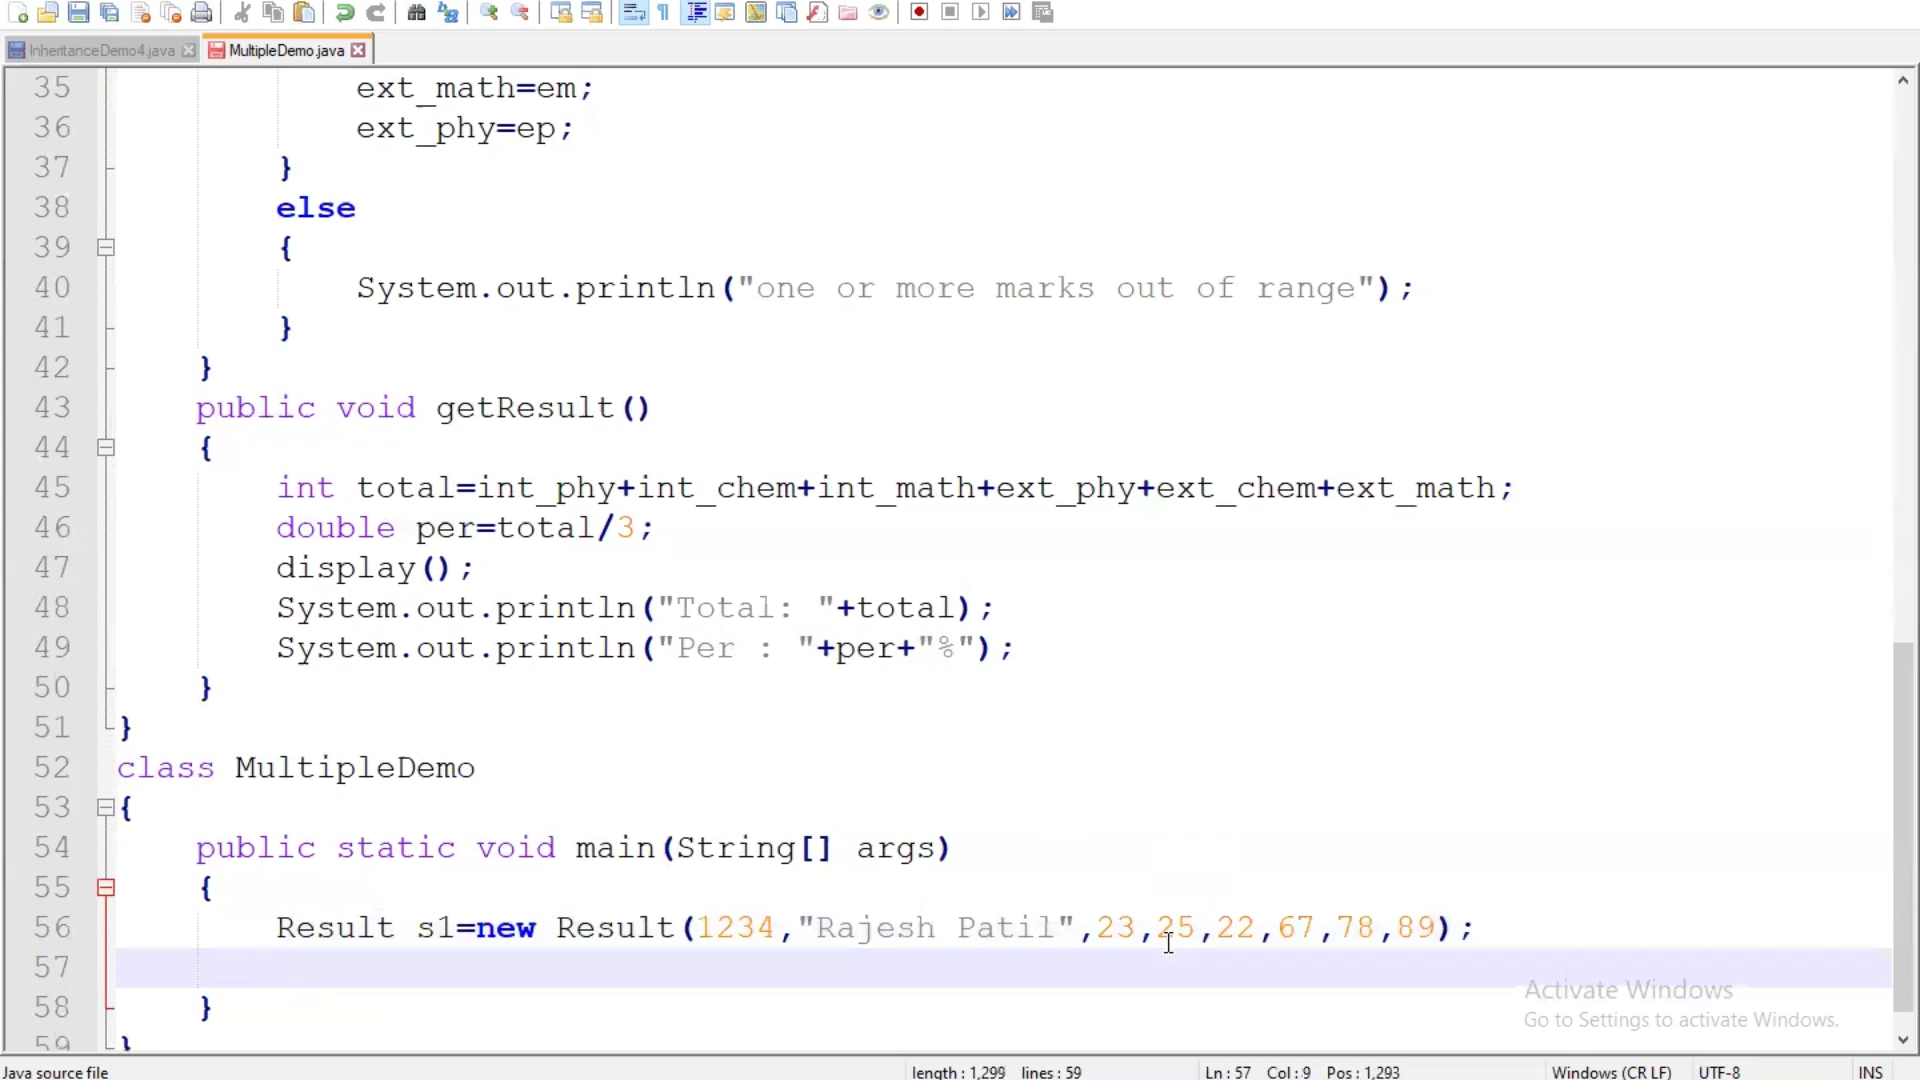 InheritanceDemo4.java MultipleDemo.java
35 ext_math=em;
36 ext_phy=ep;
37 }
38 else
39 {
40 System.out.println("one or more marks out of range");
41 }
42 }
43 public void getResult()
44 {
45 int total=int_phy+int_chem+int_math+ext_phy+ext_chem+ext_math;
46 double per=total/3;
47 display();
48 System.out.println("Total: "+total);
49 System.out.println("Per : "+per+"%");
50 }
51 }
52 class MultipleDemo
53 {
54 public static void main(String[] args)
55 {
56 Result s1=new Result(1234,"Rajesh Patil",23,25,22,67,78,89);
57
58 }
59 }
Activate Windows
Go to Settings to activate Windows.
Java source file length : 1,299 lines : 59 Ln : 57 Col : 9 Pos : 1,293 Windows (CR LF) UTF-8 INS